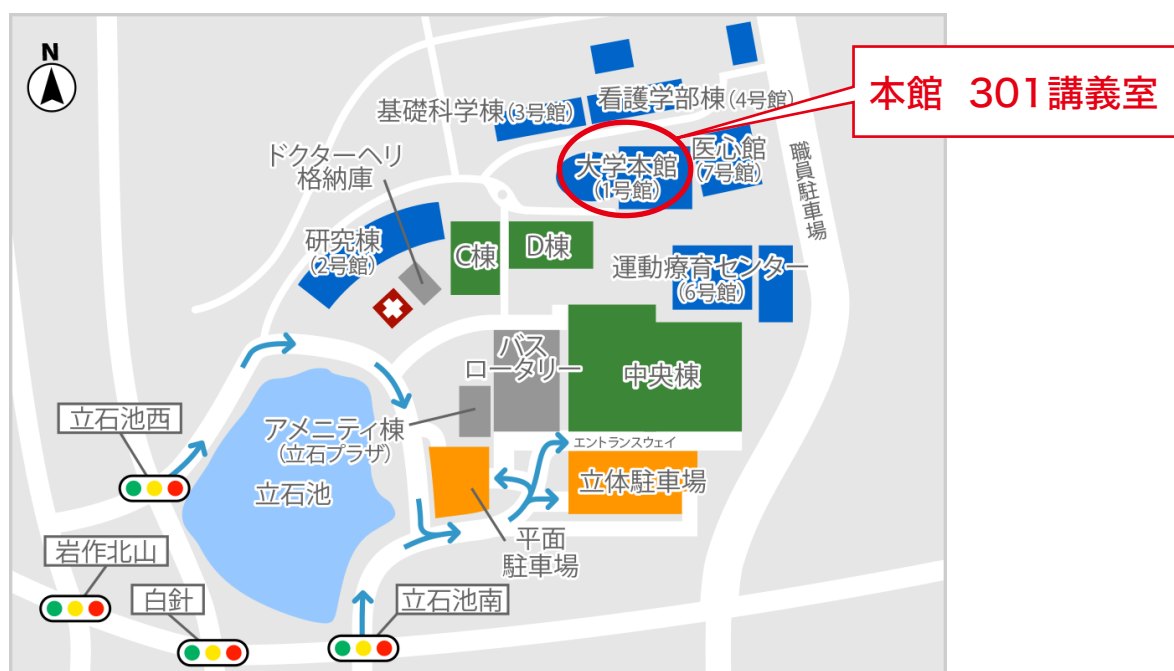 N
本館 301講義室
看護学部棟(4号館)
基礎科学棟(3号館)
ドクターヘリ
格納庫
大学本館
(1号館)
医心館
(7号館)
職員駐車場
研究棟
(2号館)
C棟
D棟
運動療育センター
(6号館)
バス
ロータリー
中央棟
立石池西
アメニティ棟
(立石プラザ)
エントランスウェイ
立体駐車場
立石池
平面
駐車場
岩作北山
白針
立石池南